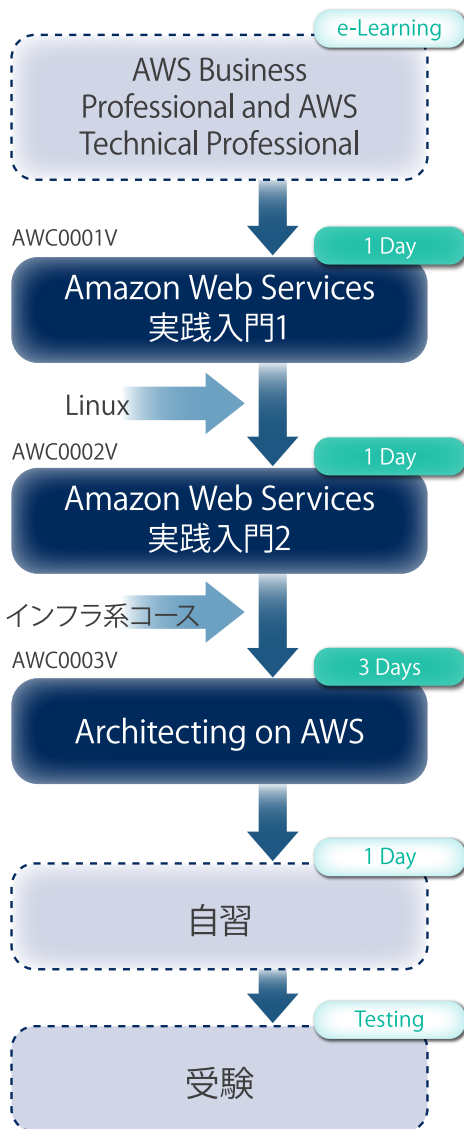 e-Learning
AWS Business
Professional and AWS
Technical Professional
AWC0001V
1 Day
Amazon Web Services
実践入門1
Linux
AWC0002V
1 Day
Amazon Web Services
実践入門2
インフラ系コース
AWC0003V
3 Days
Architecting on AWS
1 Day
自習
Testing
受験